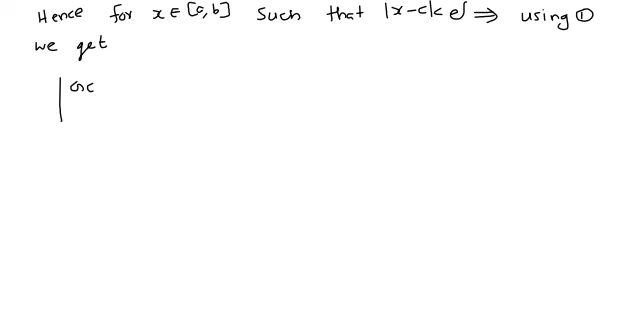 Hence for x ∈ [a, b] Such that |x-c|< δ ⇒ using ①
we get
|